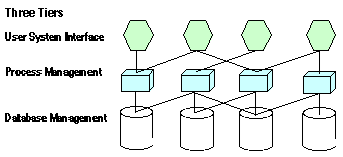 Three Tiers
User System Interface
Process Management
Database Management